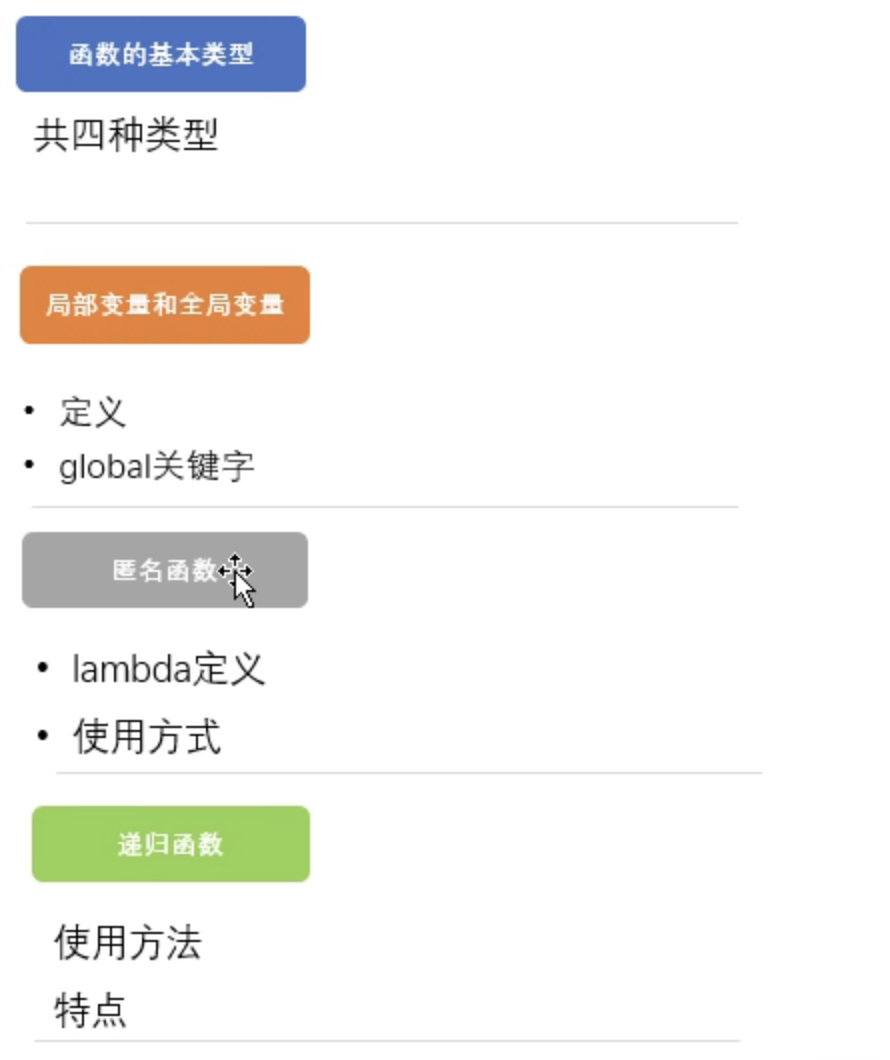 函数的基本类型
共四种类型
局部变量和全局变量
• 定义
• global关键字
匿名函数
• lambda定义
• 使用方式
递归函数
使用方法
特点